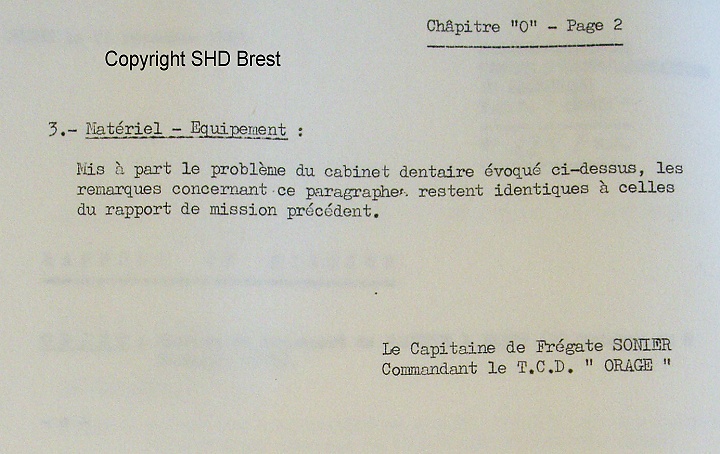 Châpitre "O" - Page 2
Copyright SHD Brest
3.- Matériel - Equipement :
Mis à part le problème du cabinet dentaire évoqué ci-dessus, les
remarques concernant ce paragraphe, restent identiques à celles
du rapport de mission précédent.
Le Capitaine de Frégate SONIER
Commandant le T.C.D. " ORAGE "